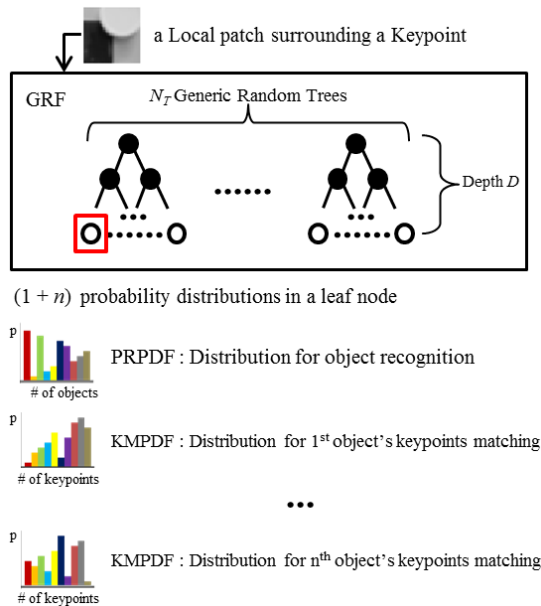 a Local patch surrounding a Keypoint
GRF
N_T Generic Random Trees
Depth D
(1 + n) probability distributions in a leaf node
p
PRPDF : Distribution for object recognition
# of objects
p
KMPDF : Distribution for 1st object's keypoints matching
# of keypoints
p
KMPDF : Distribution for nth object's keypoints matching
# of keypoints